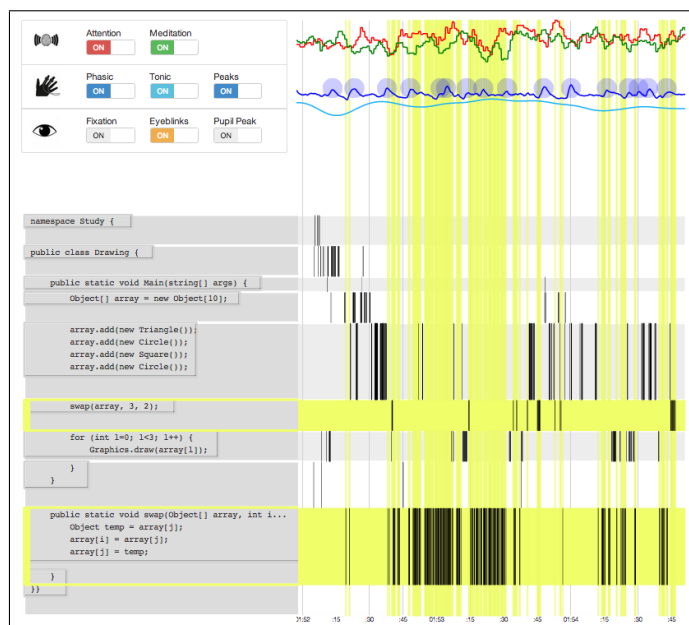 Attention Meditation
ON ON
Phasic Tonic Peaks
ON ON ON
Fixation Eyeblinks Pupil Peak
ON ON ON
namespace Study {
public class Drawing {
public static void Main(string[] args) {
Object[] array = new Object[10];
array.add(new Triangle());
array.add(new Circle());
array.add(new Square());
array.add(new Circle());
swap(array, 3, 2);
for (int l=0; l<3; l++) {
Graphics.draw(array[l]);
}
}
public static void swap(Object[] array, int i...
Object temp = array[j];
array[i] = array[j];
array[j] = temp;
}
}}
01:52 :15 :30 :45 01:53 :15 :30 :45 01:54 :15 :30 :45